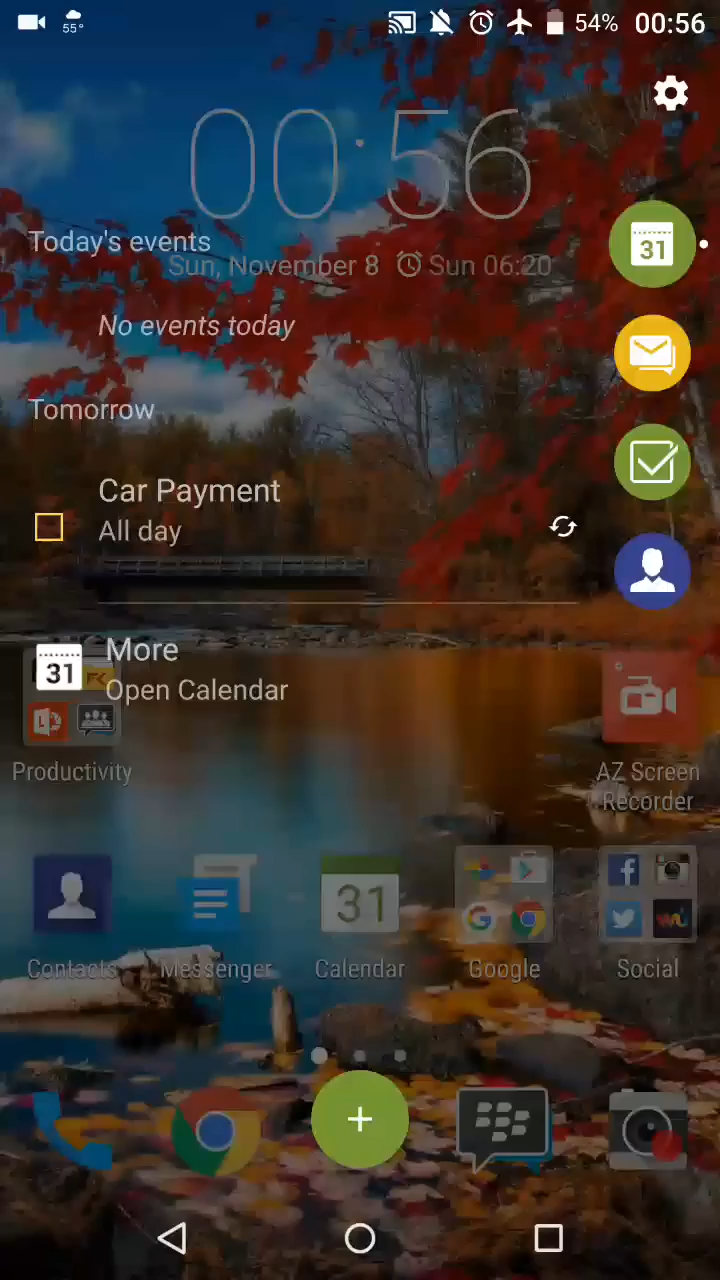 55°
54% 00:56
00:56
Today's events
Sun, November 8 Sun 06:20
31
No events today
Tomorrow
Car Payment
All day
31
More
Open Calendar
Productivity
AZ Screen
Recorder
31
Contacts
Messenger
Calendar
Google
Social